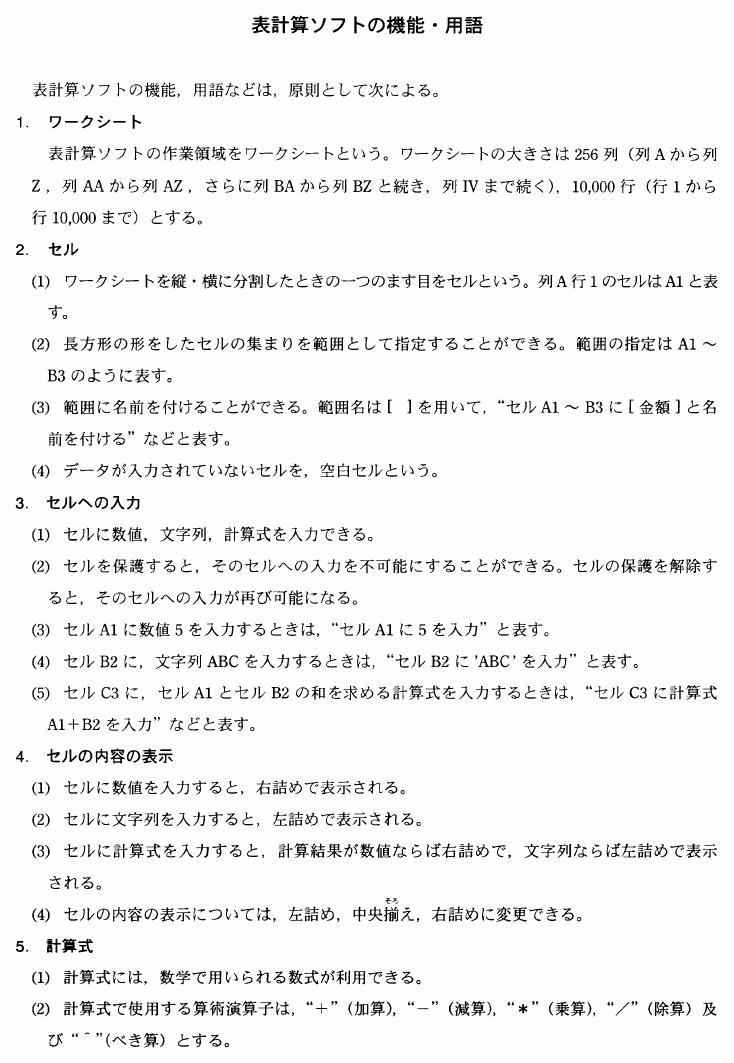 表計算ソフトの機能・用語
表計算ソフトの機能，用語などは，原則として次による。
1. ワークシート
表計算ソフトの作業領域をワークシートという。ワークシートの大きさは 256 列（列 A から列
Z，列 AA から列 AZ，さらに列 BA から列 BZ と続き，列 IV まで続く），10,000 行（行 1 から
行 10,000 まで）とする。
2. セル
(1) ワークシートを縦・横に分割したときの一つのます目をセルという。列 A 行 1 のセルは A1 と表
す。
(2) 長方形の形をしたセルの集まりを範囲として指定することができる。範囲の指定は A1 ～
B3 のように表す。
(3) 範囲に名前を付けることができる。範囲名は [ ] を用いて，“セル A1 ～ B3 に [ 金額 ] と名
前を付ける” などと表す。
(4) データが入力されていないセルを，空白セルという。
3. セルへの入力
(1) セルに数値，文字列，計算式を入力できる。
(2) セルを保護すると，そのセルへの入力を不可能にすることができる。セルの保護を解除す
ると，そのセルへの入力が再び可能になる。
(3) セル A1 に数値 5 を入力するときは，“セル A1 に 5 を入力” と表す。
(4) セル B2 に，文字列 ABC を入力するときは，“セル B2 に ’ABC ’ を入力” と表す。
(5) セル C3 に，セル A1 とセル B2 の和を求める計算式を入力するときは，“セル C3 に計算式
A1＋B2 を入力” などと表す。
4. セルの内容の表示
(1) セルに数値を入力すると，右詰めで表示される。
(2) セルに文字列を入力すると，左詰めで表示される。
(3) セルに計算式を入力すると，計算結果が数値ならば右詰めで，文字列ならば左詰めで表示
される。
そろ
(4) セルの内容の表示については，左詰め，中央揃え，右詰めに変更できる。
5. 計算式
(1) 計算式には，数学で用いられる数式が利用できる。
(2) 計算式で使用する算術演算子は，“＋”（加算），“－”（減算），“＊”（乗算），“／”（除算）及
び “＾”（べき算）とする。